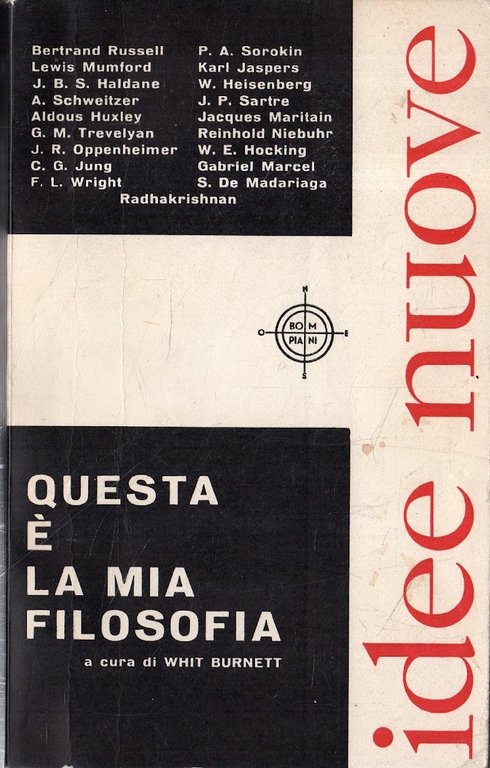 Bertrand Russell
Lewis Mumford
J. B. S. Haldane
A. Schweitzer
Aldous Huxley
G. M. Trevelyan
J. R. Oppenheimer
C. G. Jung
F. L. Wright
P. A. Sorokin
Karl Jaspers
W. Heisenberg
J. P. Sartre
Jacques Maritain
Reinhold Niebuhr
W. E. Hocking
Gabriel Marcel
S. De Madariaga
Radhakrishnan
N
O E
BO M
PIA NI
S
QUESTA
È
LA MIA
FILOSOFIA
a cura di WHIT BURNETT
idee nuove